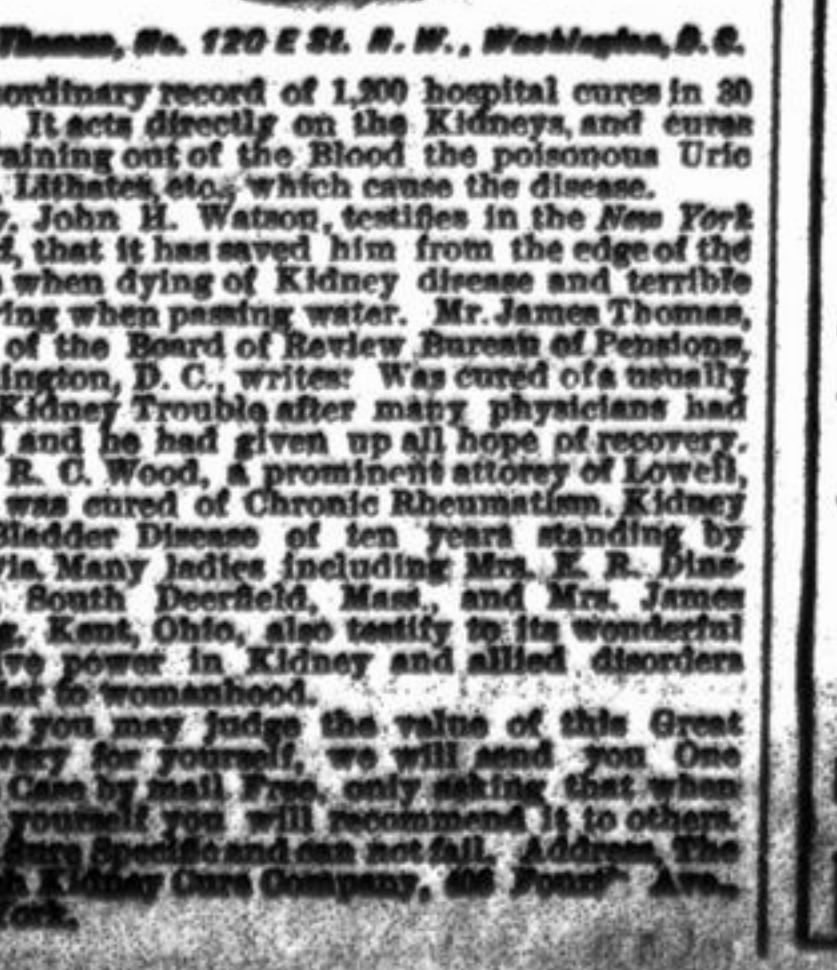 Thomas, No. 120 E St. N. W., Washington, D. C.
ordinary record of 1,200 hospital cures in 30
It acts directly on the Kidneys, and cures
raining out of the Blood the poisonous Uric
Lithates, etc., which cause the disease.
John H. Watson, testifies in the New York
that it has saved him from the edge of the
when dying of Kidney disease and terrible
ring when passing water. Mr. James Thomas,
of the Board of Review Bureau of Pensions,
ington, D. C., writes: Was cured of a usually
Kidney Trouble after many physicians had
and he had given up all hope of recovery.
R. C. Wood, a prominent attorey of Lowell,
was cured of Chronic Rheumatism, Kidney
Bladder Disease of ten years standing by
Many ladies including Mrs. R. Dins-
South Deerfield, Mass., and Mrs. James
Kent, Ohio, also testify to its wonderful
ive power in Kidney and allied disorders
liar to womanhood.
t you may judge the value of this Great
very for yourself, we will send you One
Case by mail Free, only asking that when
yourself you will recommend it to others.
Sure Specific and can not fail. Address, The
Kidney Cure Company, Fourth Ave.,
York.